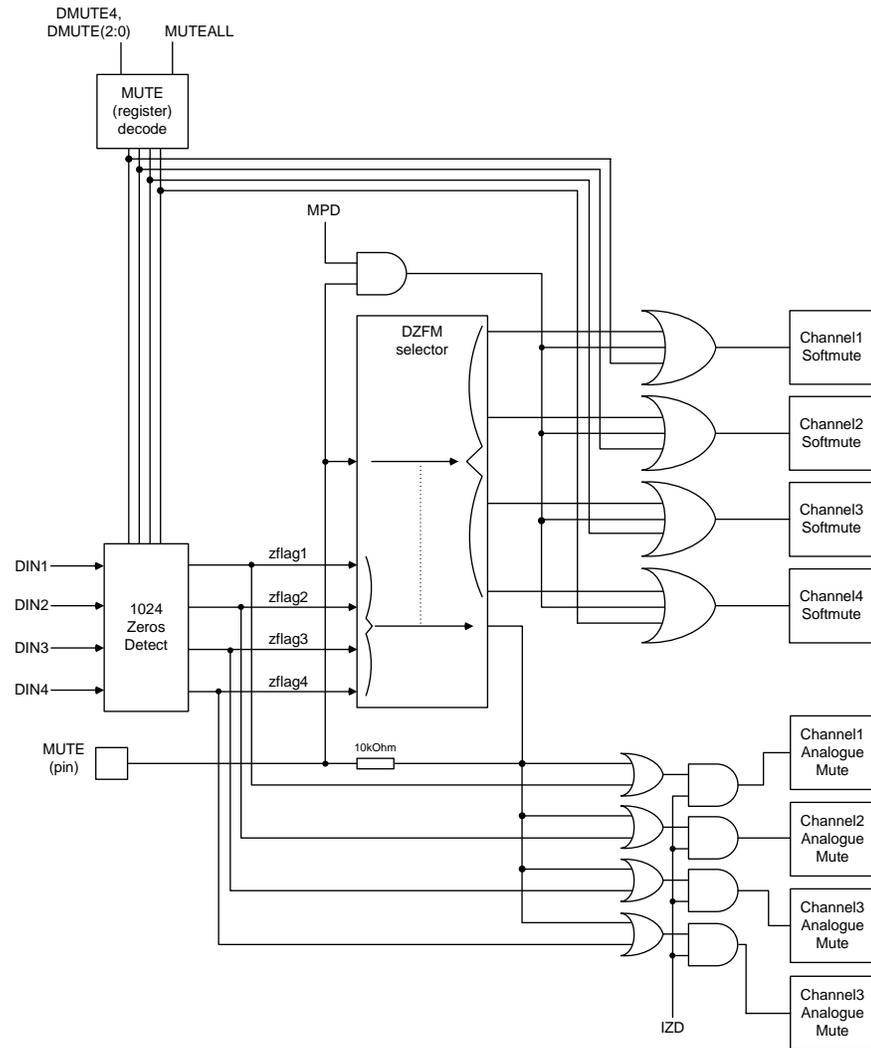 DMUTE4,
DMUTE(2:0)
MUTEALL
MUTE
(register)
decode
MPD
DZFM
selector
Channel1
Softmute
Channel2
Softmute
Channel3
Softmute
Channel4
Softmute
DIN1
DIN2
DIN3
DIN4
1024
Zeros
Detect
zflag1
zflag2
zflag3
zflag4
MUTE
(pin)
10kOhm
Channel1
Analogue
Mute
Channel2
Analogue
Mute
Channel3
Analogue
Mute
Channel3
Analogue
Mute
IZD